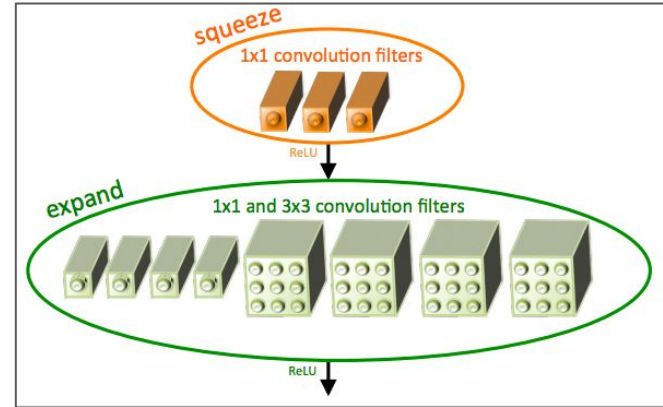 squeeze
1x1 convolution filters
ReLU
expand
1x1 and 3x3 convolution filters
ReLU